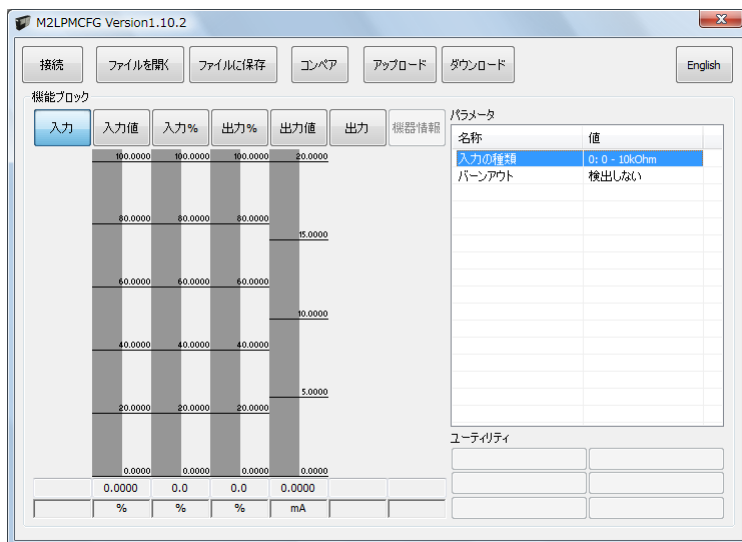 M2LPMCFG Version1.10.2
接続 ファイルを開く ファイルに保存 コンペア アップロード ダウンロード English
機能ブロック
入力 入力値 入力% 出力% 出力値 出力 機器情報
パラメータ
名称 値
入力の種類 0: 0 - 10kOhm
バーンアウト 検出しない
100.0000 100.0000 100.0000 20.0000
80.0000 80.0000 80.0000
15.0000
60.0000 60.0000 60.0000
10.0000
40.0000 40.0000 40.0000
5.0000
20.0000 20.0000 20.0000
0.0000 0.0000 0.0000 0.0000
0.0000 0.0 0.0 0.0000
% % % mA
ユーティリティ